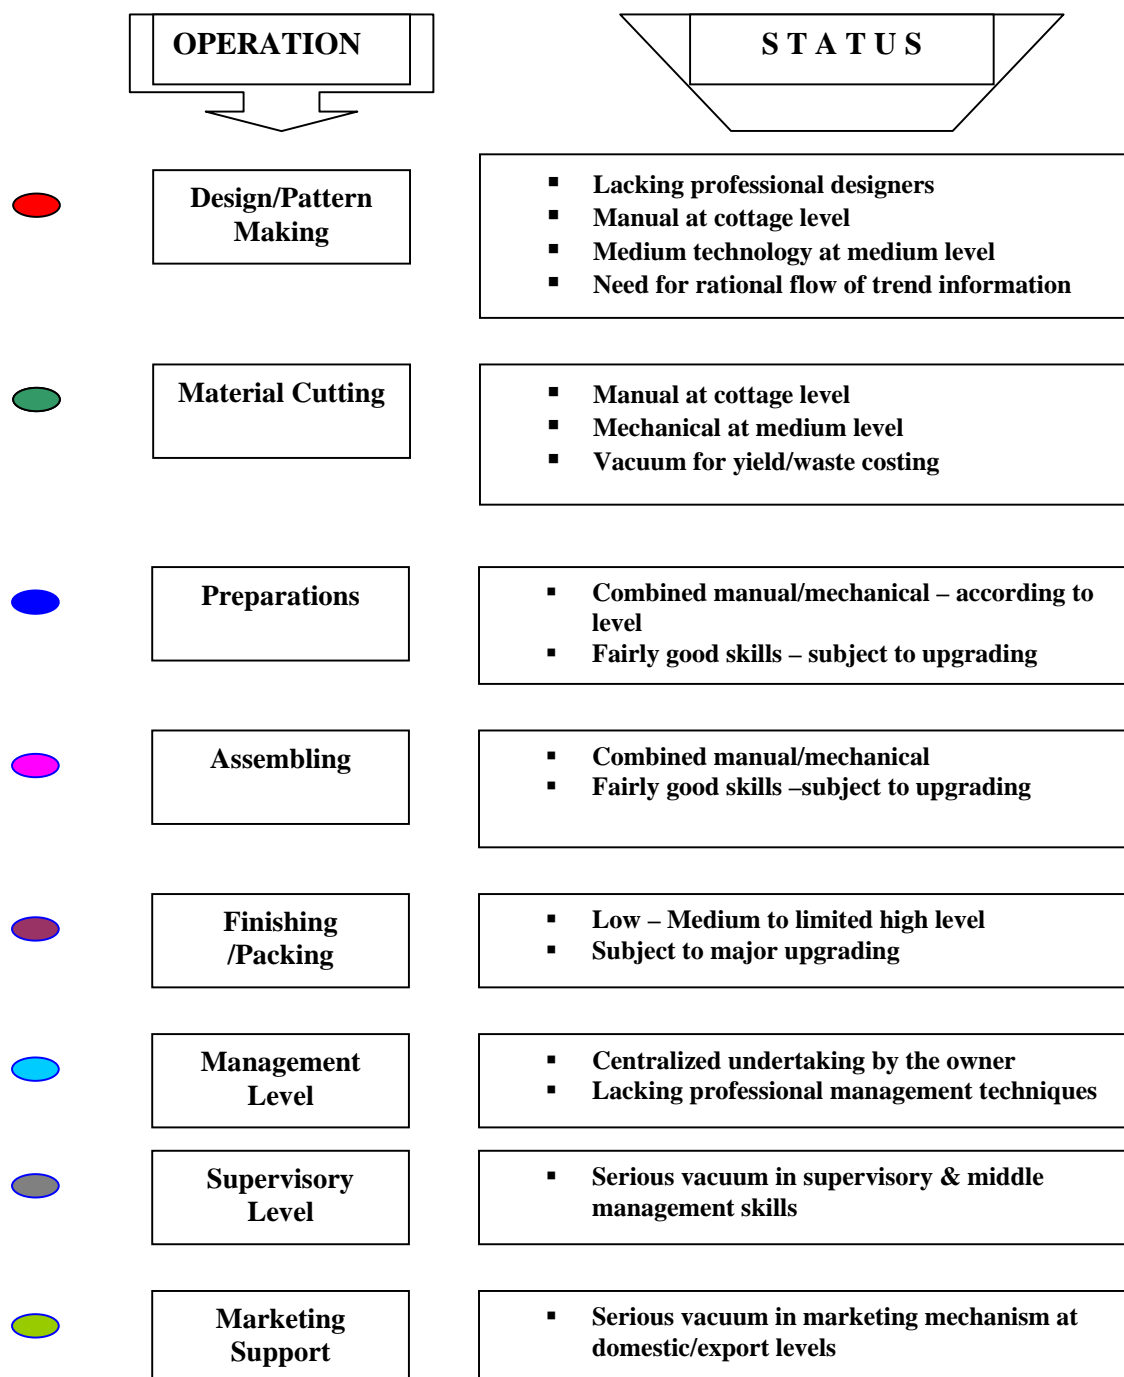 OPERATION
S T A T U S
Design/Pattern
Making
▪ Lacking professional designers
▪ Manual at cottage level
▪ Medium technology at medium level
▪ Need for rational flow of trend information
Material Cutting
▪ Manual at cottage level
▪ Mechanical at medium level
▪ Vacuum for yield/waste costing
Preparations
▪ Combined manual/mechanical – according to
level
▪ Fairly good skills – subject to upgrading
Assembling
▪ Combined manual/mechanical
▪ Fairly good skills –subject to upgrading
Finishing
/Packing
▪ Low – Medium to limited high level
▪ Subject to major upgrading
Management
Level
▪ Centralized undertaking by the owner
▪ Lacking professional management techniques
Supervisory
Level
▪ Serious vacuum in supervisory & middle
management skills
Marketing
Support
▪ Serious vacuum in marketing mechanism at
domestic/export levels